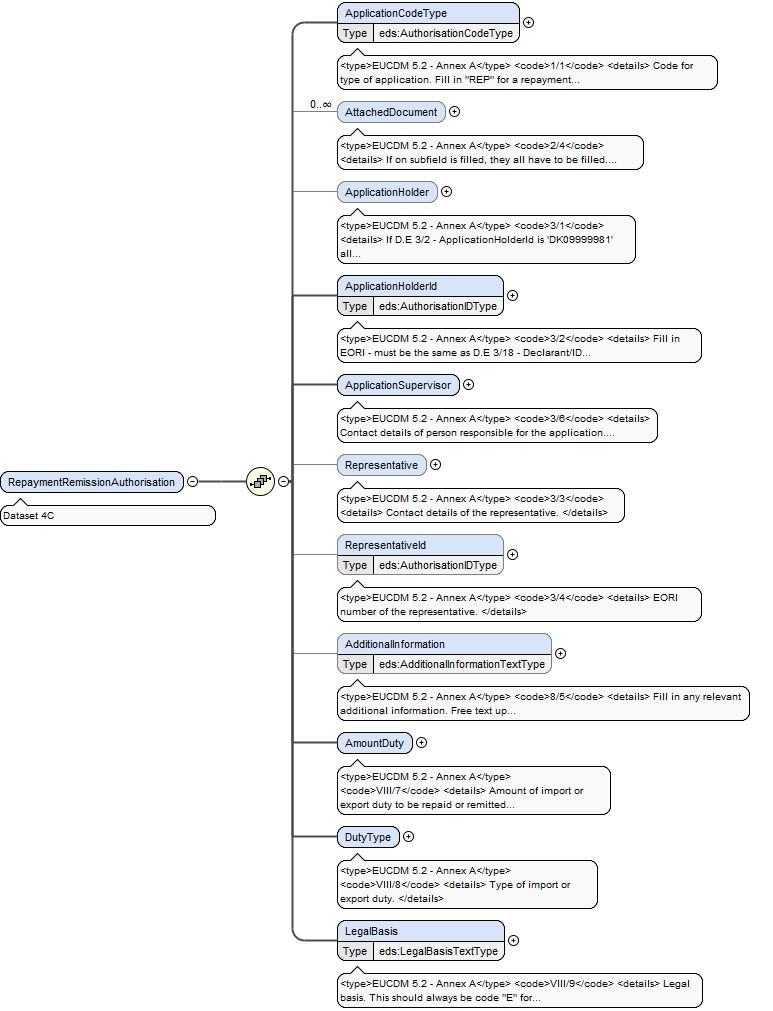 ApplicationCodeType
Type eds:AuthorisationCodeType
<type>EUCDM 5.2 - Annex A</type> <code>1/1</code> <details> Code for
type of application. Fill in "REP" for a repayment...
0..∞
AttachedDocument
<type>EUCDM 5.2 - Annex A</type> <code>2/4</code>
<details> If on subfield is filled, they all have to be filled....
ApplicationHolder
<type>EUCDM 5.2 - Annex A</type> <code>3/1</code>
<details> If D.E 3/2 - ApplicationHolderId is 'DK09999981'
all...
ApplicationHolderId
Type eds:AuthorisationIDType
<type>EUCDM 5.2 - Annex A</type> <code>3/2</code> <details> Fill in
EORI - must be the same as D.E 3/18 - Declarant/ID...
ApplicationSupervisor
<type>EUCDM 5.2 - Annex A</type> <code>3/6</code> <details>
Contact details of person responsible for the application....
RepaymentRemissionAuthorisation
Dataset 4C
Representative
<type>EUCDM 5.2 - Annex A</type> <code>3/3</code>
<details> Contact details of the representative. </details>
RepresentativeId
Type eds:AuthorisationIDType
<type>EUCDM 5.2 - Annex A</type> <code>3/4</code> <details> EORI
number of the representative. </details>
AdditionalInformation
Type eds:AdditionalInformationTextType
<type>EUCDM 5.2 - Annex A</type> <code>8/5</code> <details> Fill in any relevant
additional information. Free text up...
AmountDuty
<type>EUCDM 5.2 - Annex A</type>
<code>VIII/7</code> <details> Amount of import or
export duty to be repaid or remitted...
DutyType
<type>EUCDM 5.2 - Annex A</type>
<code>VIII/8</code> <details> Type of import or
export duty. </details>
LegalBasis
Type eds:LegalBasisTextType
<type>EUCDM 5.2 - Annex A</type> <code>VIII/9</code> <details> Legal
basis. This should always be code "E" for...